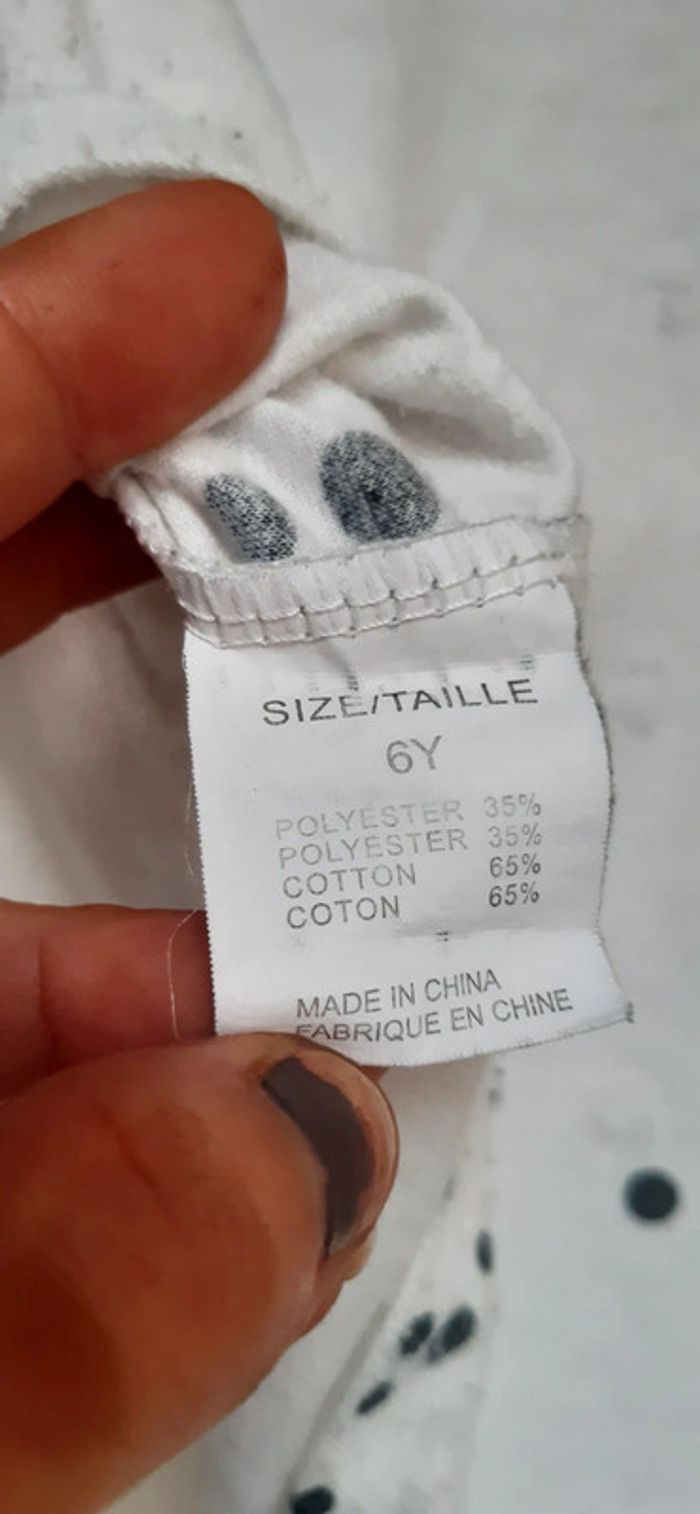 SIZE/TAILLE
6Y
POLYESTER 35%
POLYESTER 35%
COTTON 65%
COTON 65%
MADE IN CHINA
FABRIQUE EN CHINE